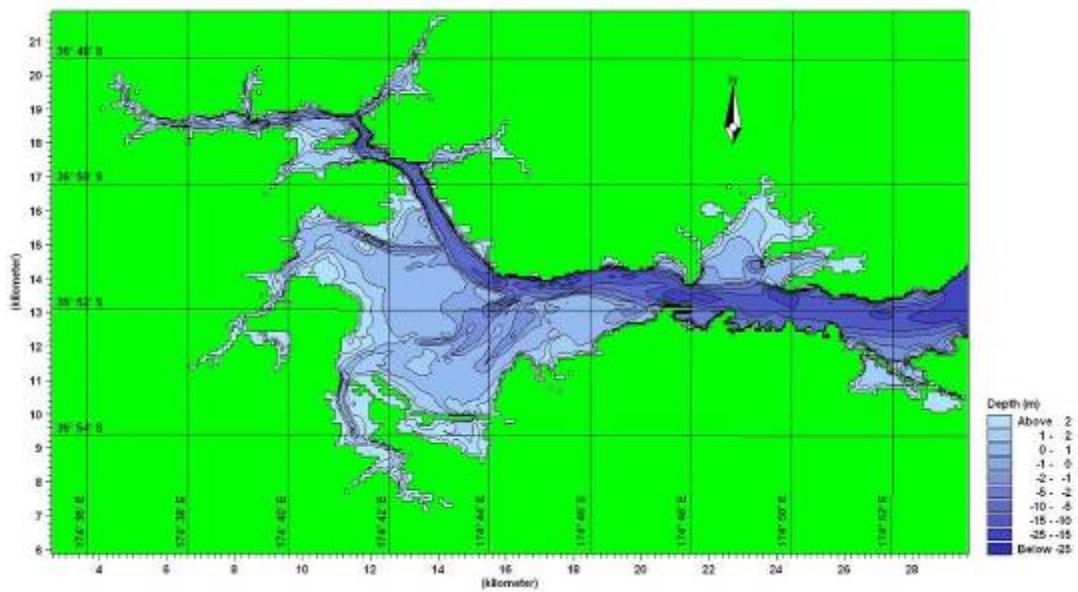 21
20
19
18
17
16
15
14
13
12
11
10
9
8
7
6
(kilometer)
36° 48' S
36° 50' S
36° 52' S
36° 54' S
N
174° 36' E
174° 38' E
174° 40' E
174° 42' E
174° 44' E
174° 46' E
174° 48' E
174° 50' E
174° 52' E
4 6 8 10 12 14 16 18 20 22 24 26 28
(kilometer)
Depth (m)
Above 2
1 - 2
0 - 1
-1 - 0
-2 - -1
-5 - -2
-10 - -5
-15 - -10
-25 - -15
Below -25